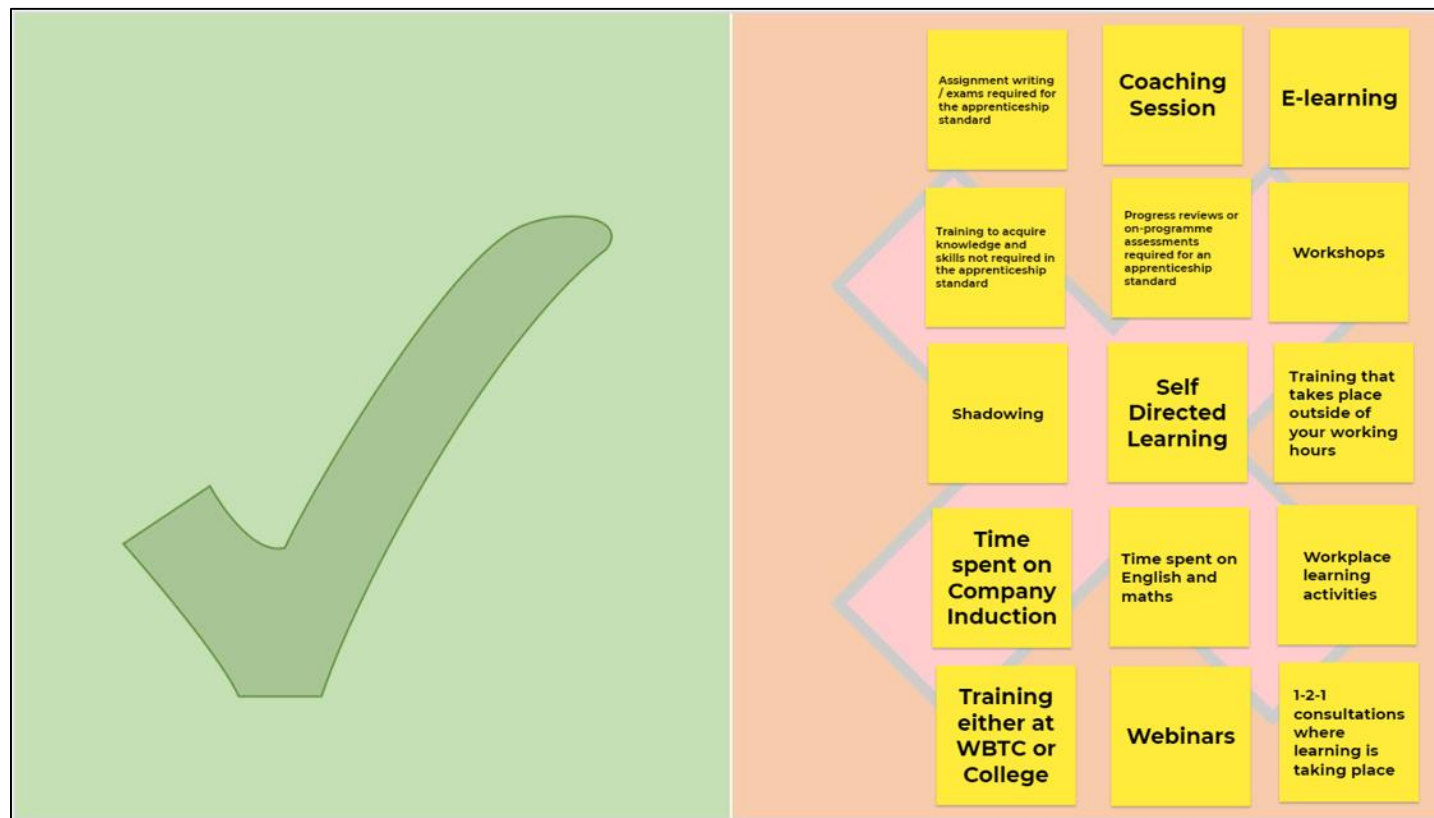 Assignment writing
/ exams required for
the apprenticeship
standard
Coaching
Session
E-learning
Training to acquire
knowledge and
skills not required in
the apprenticeship
standard
Progress reviews or
on-programme
assessments
required for an
apprenticeship
standard
Workshops
Shadowing
Self
Directed
Learning
Training that
takes place
outside of
your working
hours
Time
spent on
Company
Induction
Time spent on
English and
maths
Workplace
learning
activities
Training
either at
WBTC or
College
Webinars
1-2-1
consultations
where
learning is
taking place